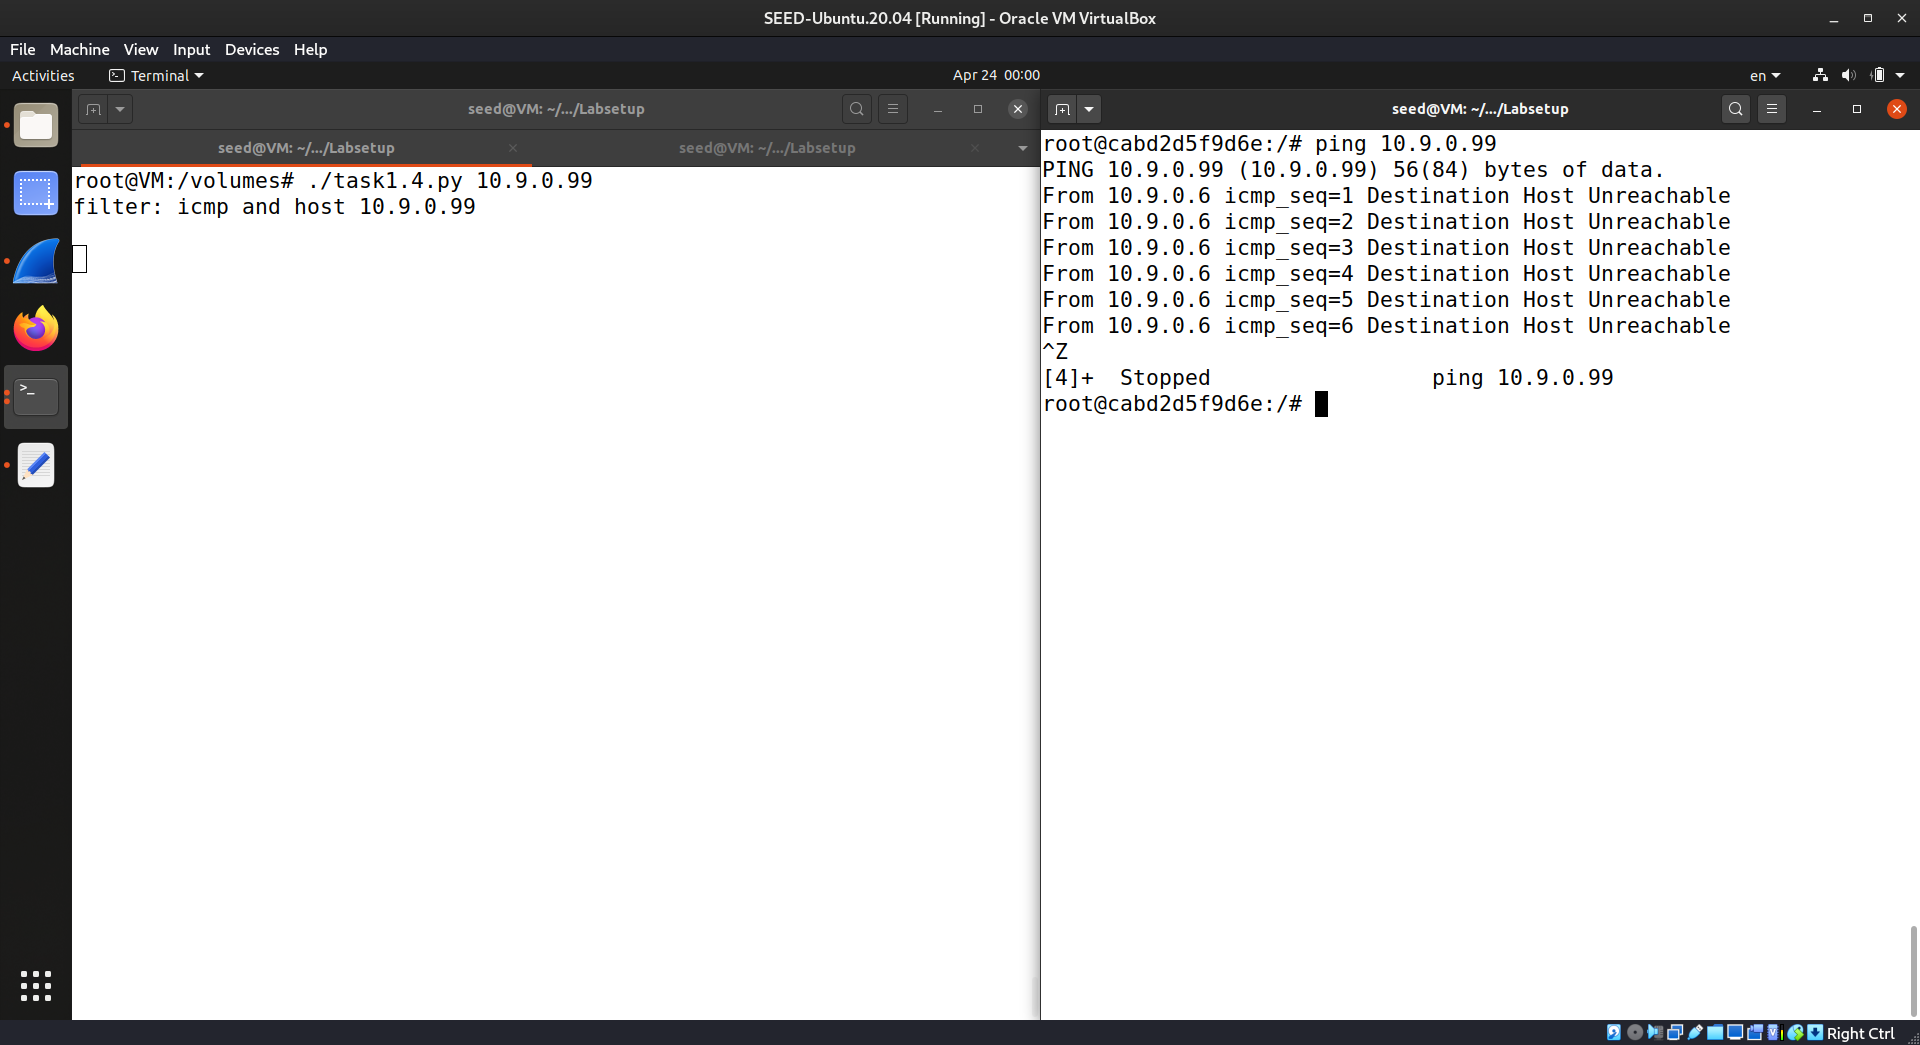 SEED-Ubuntu.20.04 [Running] - Oracle VM VirtualBox
File Machine View Input Devices Help
Activities Terminal Apr 24 00:00 en
seed@VM: ~/.../Labsetup
seed@VM: ~/.../Labsetup seed@VM: ~/.../Labsetup
root@VM:/volumes# ./task1.4.py 10.9.0.99
filter: icmp and host 10.9.0.99
seed@VM: ~/.../Labsetup
root@cabd2d5f9d6e:/# ping 10.9.0.99
PING 10.9.0.99 (10.9.0.99) 56(84) bytes of data.
From 10.9.0.6 icmp_seq=1 Destination Host Unreachable
From 10.9.0.6 icmp_seq=2 Destination Host Unreachable
From 10.9.0.6 icmp_seq=3 Destination Host Unreachable
From 10.9.0.6 icmp_seq=4 Destination Host Unreachable
From 10.9.0.6 icmp_seq=5 Destination Host Unreachable
From 10.9.0.6 icmp_seq=6 Destination Host Unreachable
^Z
[4]+  Stopped                 ping 10.9.0.99
root@cabd2d5f9d6e:/#
Right Ctrl